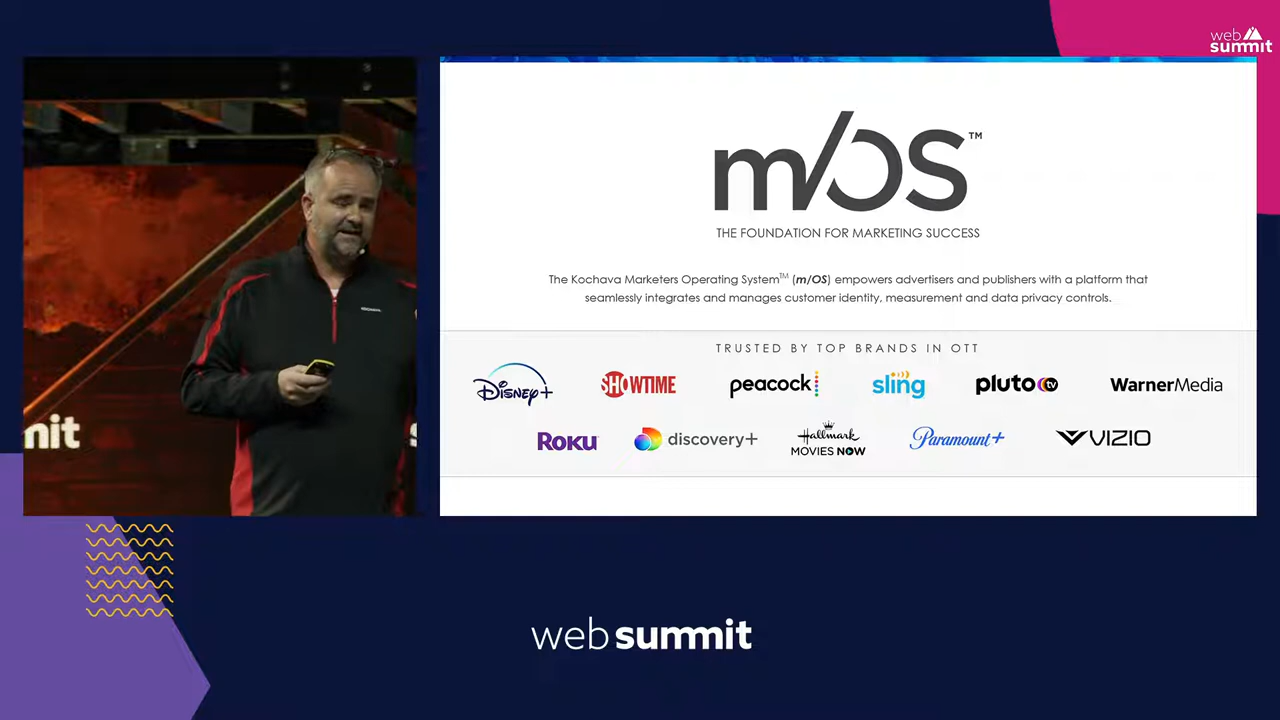 web
summit
m/OS™
THE FOUNDATION FOR MARKETING SUCCESS
The Kochava Marketers Operating System™ (m/OS) empowers advertisers and publishers with a platform that
seamlessly integrates and manages customer identity, measurement and data privacy controls.
TRUSTED BY TOP BRANDS IN OTT
Disney+ SHOWTIME peacock sling pluto tv WarnerMedia
ROKU discovery+ Hallmark MOVIES NOW Paramount+ VIZIO
KOCHAVA
nit
s
web summit